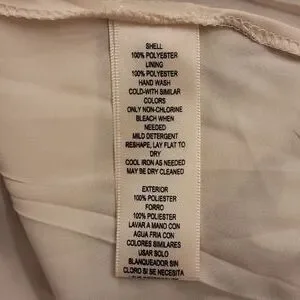 SHELL
100% POLYESTER
LINING
100% POLYESTER
HAND WASH
COLD-WITH SIMILAR
COLORS
ONLY NON-CHLORINE
BLEACH WHEN
NEEDED
MILD DETERGENT
RESHAPE, LAY FLAT TO
DRY
COOL IRON AS NEEDED
MAY BE DRY CLEANED
EXTERIOR
100% POLYESTER
FORRO
100% POLYESTER
LAVAR A MANO CON
AGUA FRIA CON
COLORES SIMILARES
USAR SOLO
BLANQUEADOR SIN
CLORO SI SE NECESITA